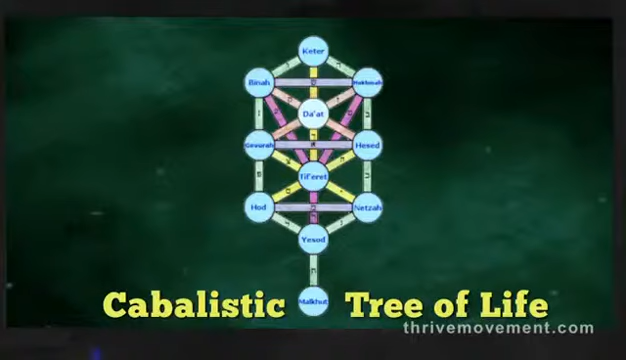 Keter
Binah
Hokhmah
Da'at
Gevurah
Hesed
Tif'eret
Hod
Netzah
Yesod
Malkhut
Cabalistic Tree of Life
thrivemovement.com